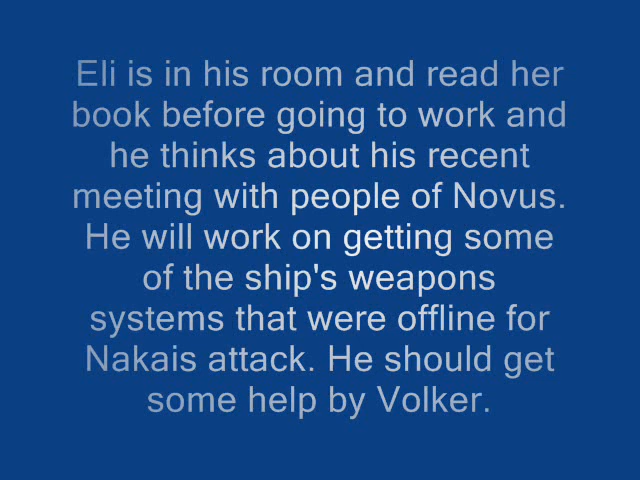 Eli is in his room and read her
book before going to work and
he thinks about his recent
meeting with people of Novus.
He will work on getting some
of the ship's weapons
systems that were offline for
Nakais attack. He should get
some help by Volker.